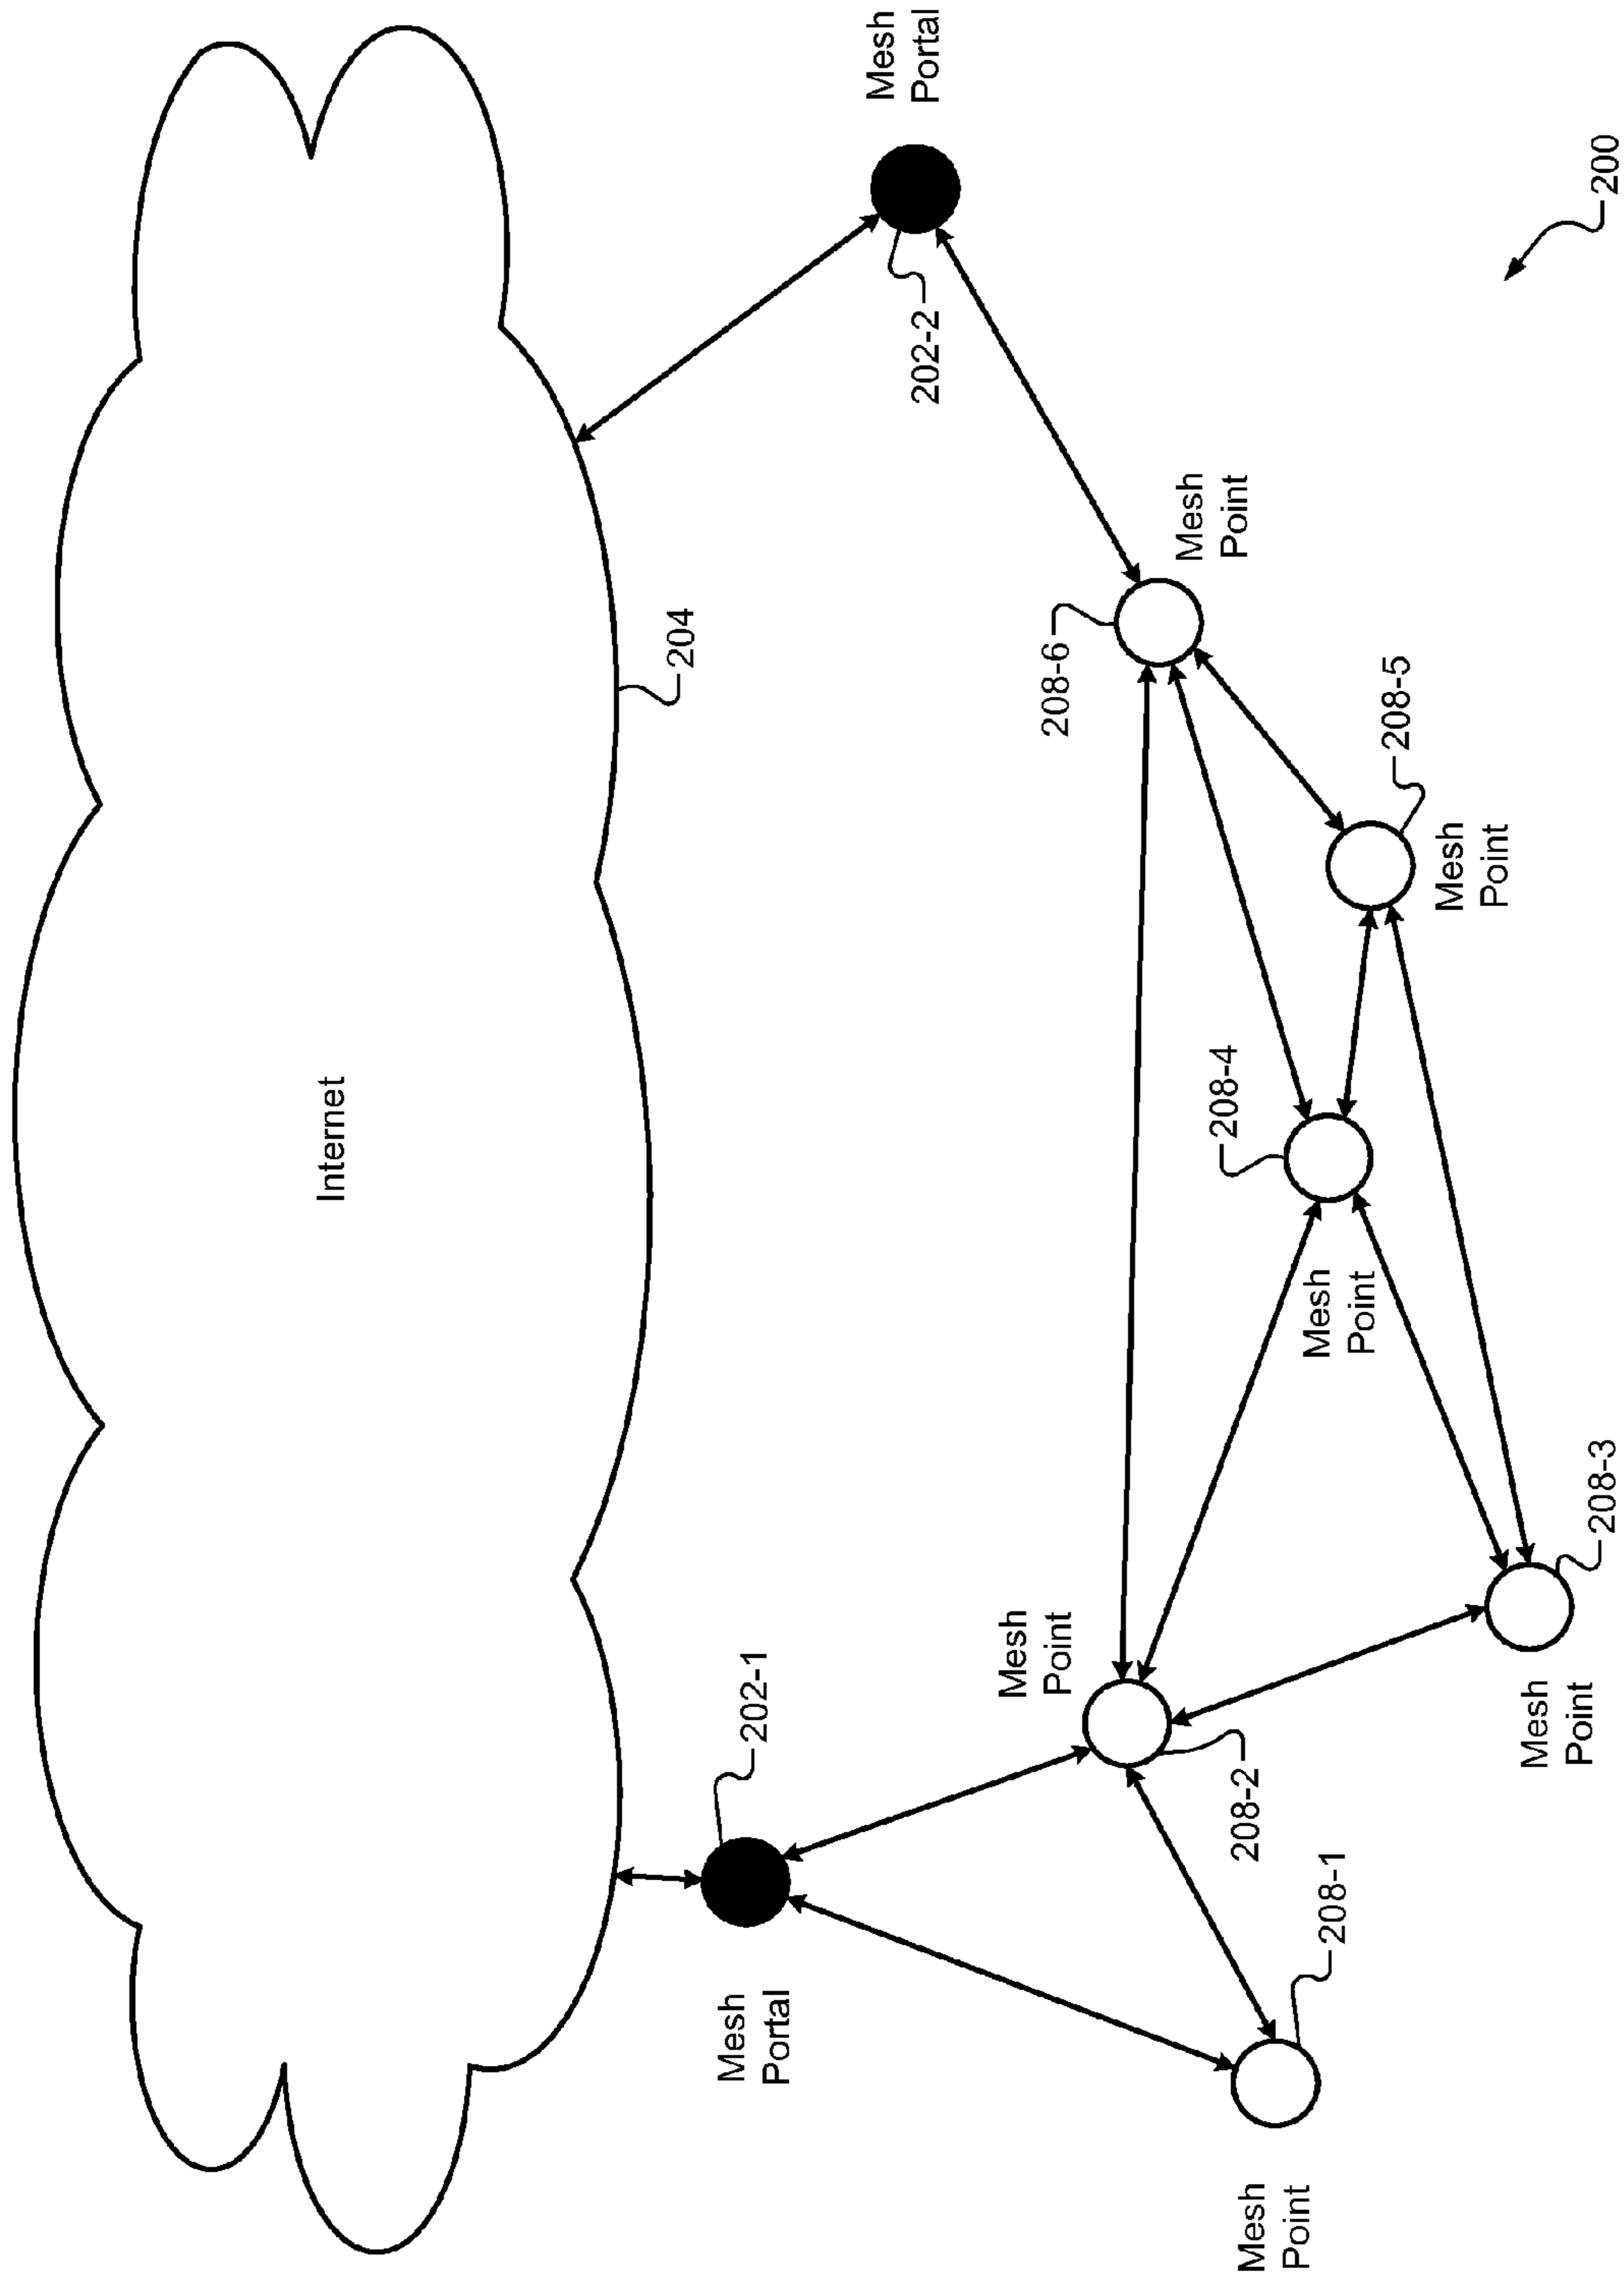 Internet
204
Mesh
Portal
202-1
Mesh
Portal
202-2
Mesh
Point
208-1
Mesh
Point
208-2
Mesh
Point
208-3
Mesh
Point
208-4
Mesh
Point
208-5
Mesh
Point
208-6
200